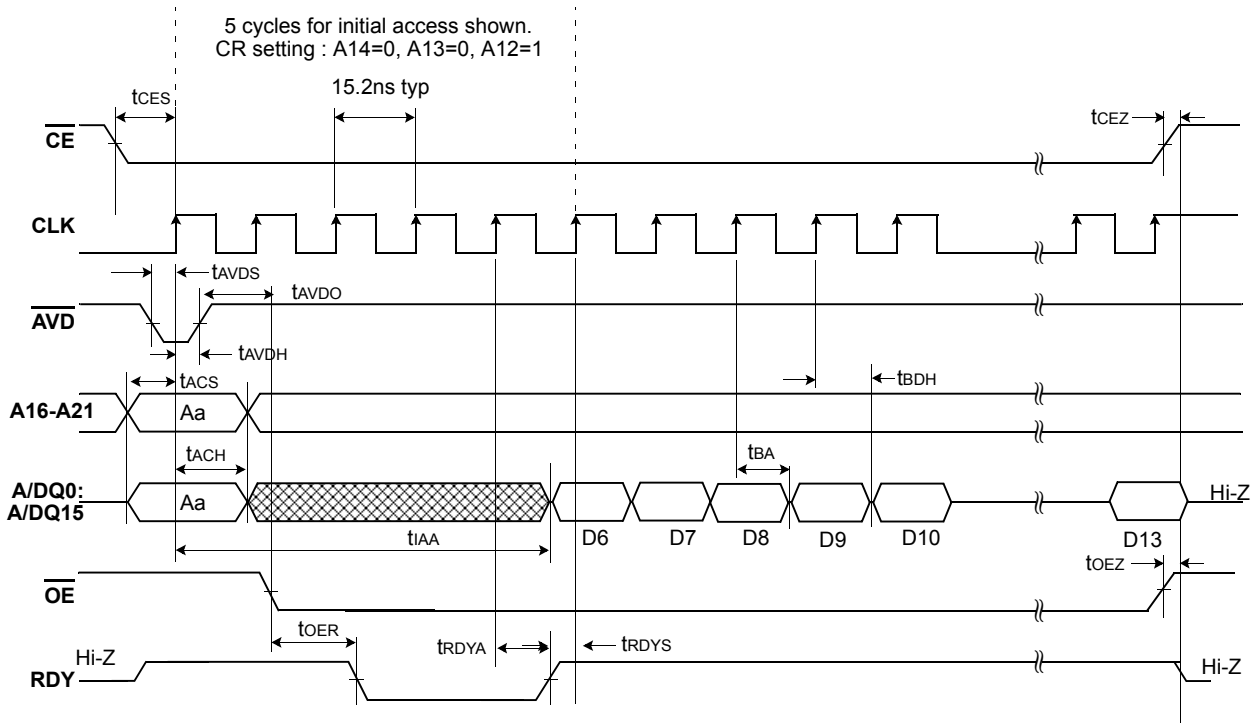 5 cycles for initial access shown.
CR setting : A14=0, A13=0, A12=1
15.2ns typ
tCES
tCEZ
CE
CLK
tAVDS
tAVDO
AVD
tAVDH
tACS
tBDH
A16-A21
Aa
tACH
tBA
A/DQ0:
A/DQ15
Aa
Hi-Z
tIAA
D6
D7
D8
D9
D10
D13
tOEZ
OE
tOER
tRDYA
tRDYS
Hi-Z
RDY
Hi-Z